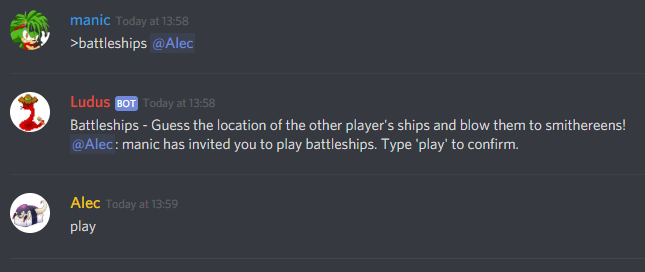 manic Today at 13:58
>battleships @Alec
Ludus BOT Today at 13:58
Battleships - Guess the location of the other player's ships and blow them to smithereens!
@Alec: manic has invited you to play battleships. Type 'play' to confirm.
Alec Today at 13:59
play